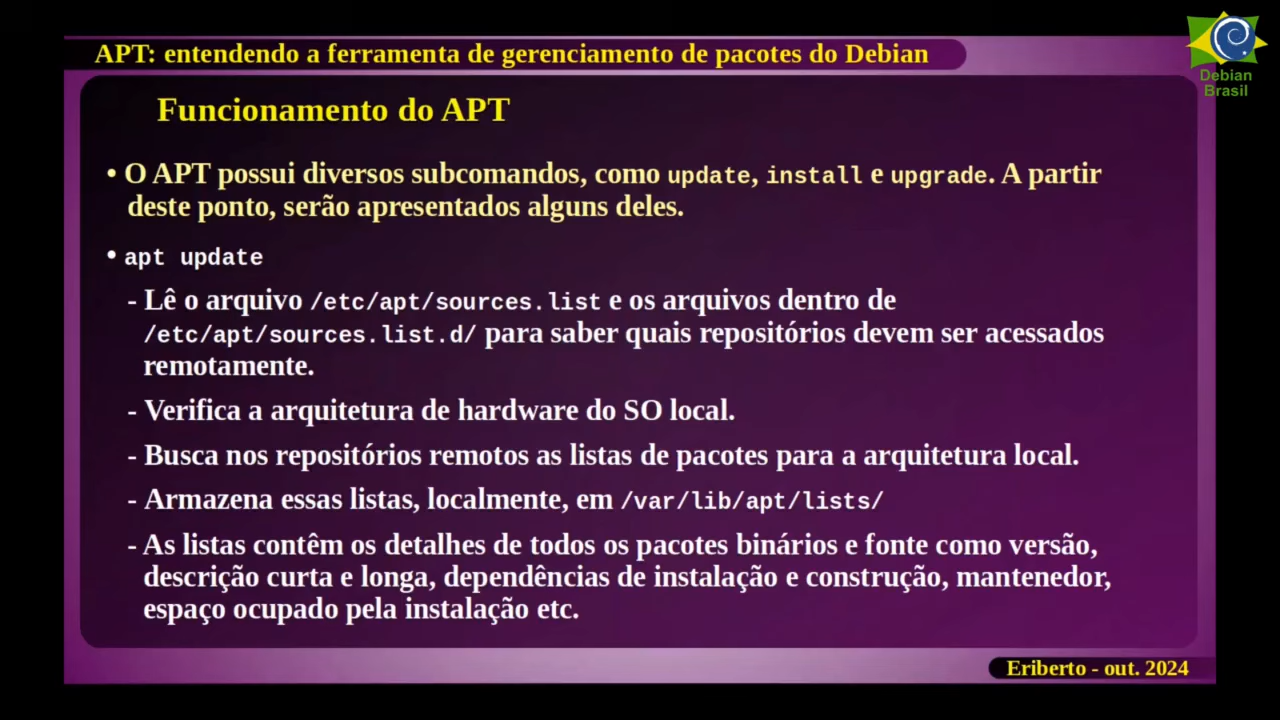 APT: entendendo a ferramenta de gerenciamento de pacotes do Debian
Debian
Brasil
Funcionamento do APT
• O APT possui diversos subcomandos, como update, install e upgrade. A partir
deste ponto, serão apresentados alguns deles.
• apt update
- Lê o arquivo /etc/apt/sources.list e os arquivos dentro de
/etc/apt/sources.list.d/ para saber quais repositórios devem ser acessados
remotamente.
- Verifica a arquitetura de hardware do SO local.
- Busca nos repositórios remotos as listas de pacotes para a arquitetura local.
- Armazena essas listas, localmente, em /var/lib/apt/lists/
- As listas contêm os detalhes de todos os pacotes binários e fonte como versão,
descrição curta e longa, dependências de instalação e construção, mantenedor,
espaço ocupado pela instalação etc.
Eriberto - out. 2024